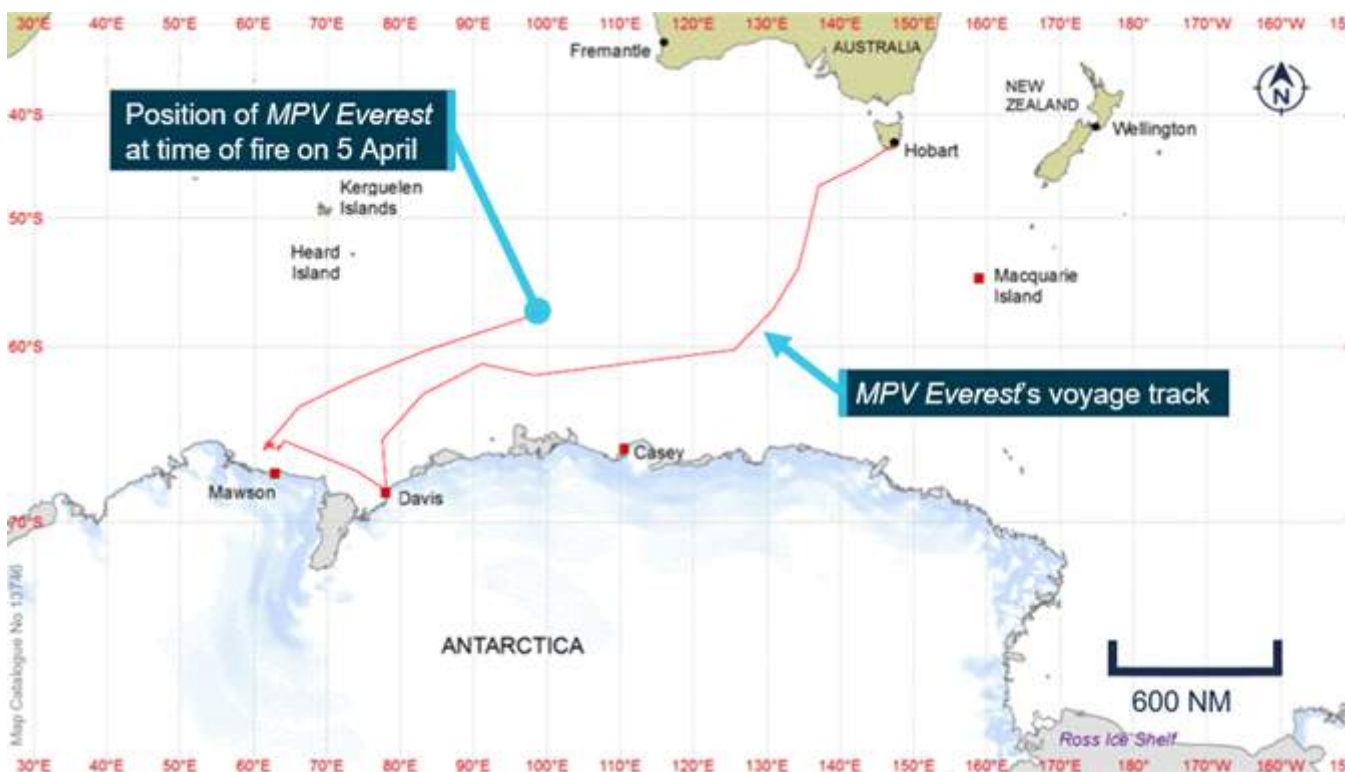 30°E 40°E 50°E 60°E 70°E 80°E 90°E 100°E 110°E 120°E 130°E 140°E 150°E 160°E 170°E 180° 170°W 160°W
Fremantle
AUSTRALIA
NEW
ZEALAND
N
40°S
Position of MPV Everest
at time of fire on 5 April
Wellington
Hobart
Kerguelen
Islands
50°S
Heard
Island
Macquarie
Island
60°S
MPV Everest's voyage track
Casey
Mawson
Davis
70°S
Map Catalogue No 13746
ANTARCTICA
600 NM
Ross Ice Shelf
30°E 40°E 50°E 60°E 70°E 80°E 90°E 100°E 110°E 120°E 130°E 140°E 150°E 160°E 170°E 180° 170°W 160°W